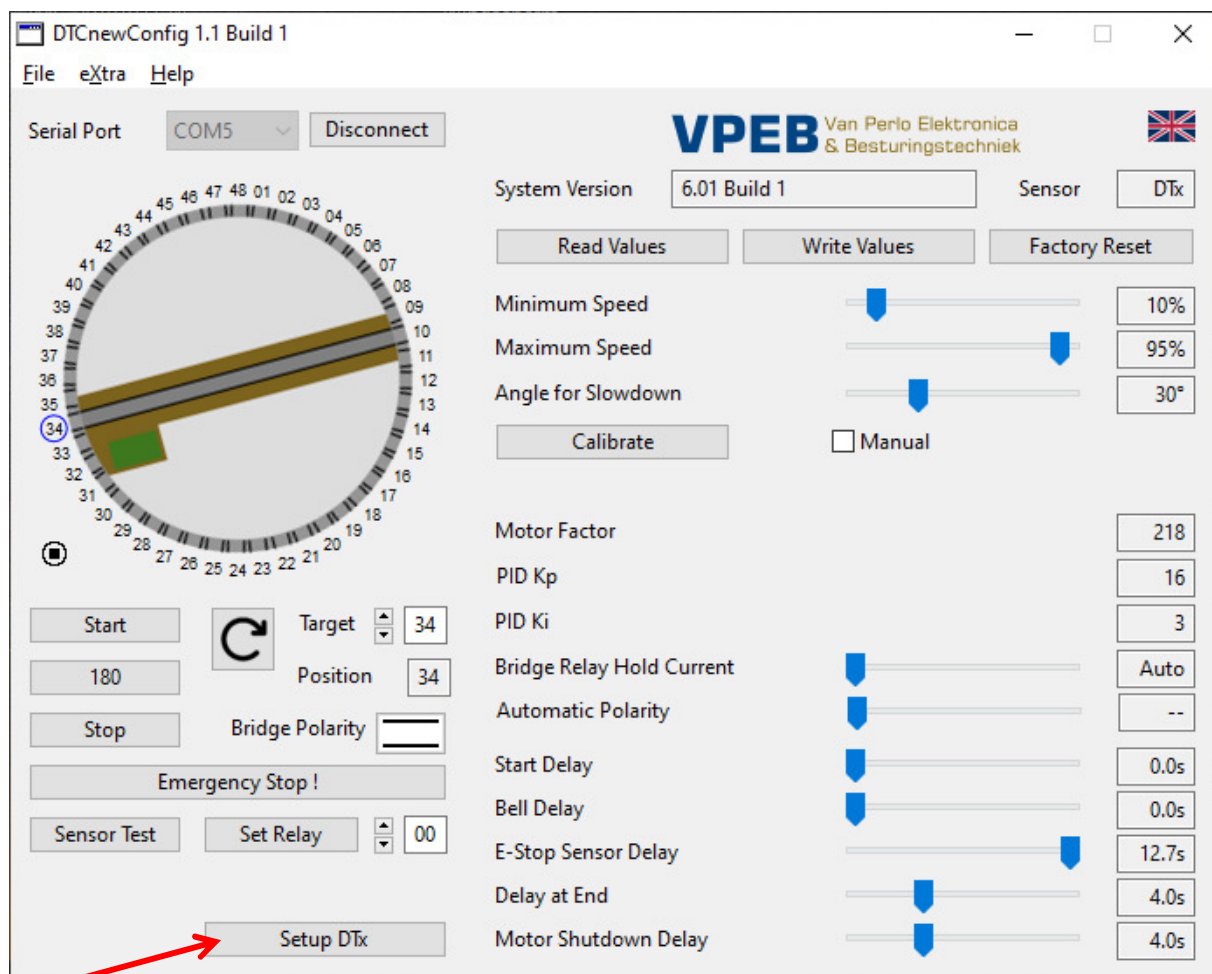 DTCnewConfig 1.1 Build 1
File eXtra Help
Serial Port COM5 Disconnect
VPEB Van Perlo Elektronica
& Besturingstechniek
System Version 6.01 Build 1 Sensor DTx
Read Values Write Values Factory Reset
Minimum Speed 10%
Maximum Speed 95%
Angle for Slowdown 30°
Calibrate Manual
01 02 03 04 05 06 07 08 09 10 11 12 13 14 15 16 17 18 19 20 21 22 23 24 25 26 27 28 29 30 31 32 33 34 35 36 37 38 39 40 41 42 43 44 45 46 47 48
Start Target 34
180 Position 34
Stop Bridge Polarity
Emergency Stop !
Sensor Test Set Relay 00
Setup DTx
Motor Factor 218
PID Kp 16
PID Ki 3
Bridge Relay Hold Current Auto
Automatic Polarity --
Start Delay 0.0s
Bell Delay 0.0s
E-Stop Sensor Delay 12.7s
Delay at End 4.0s
Motor Shutdown Delay 4.0s